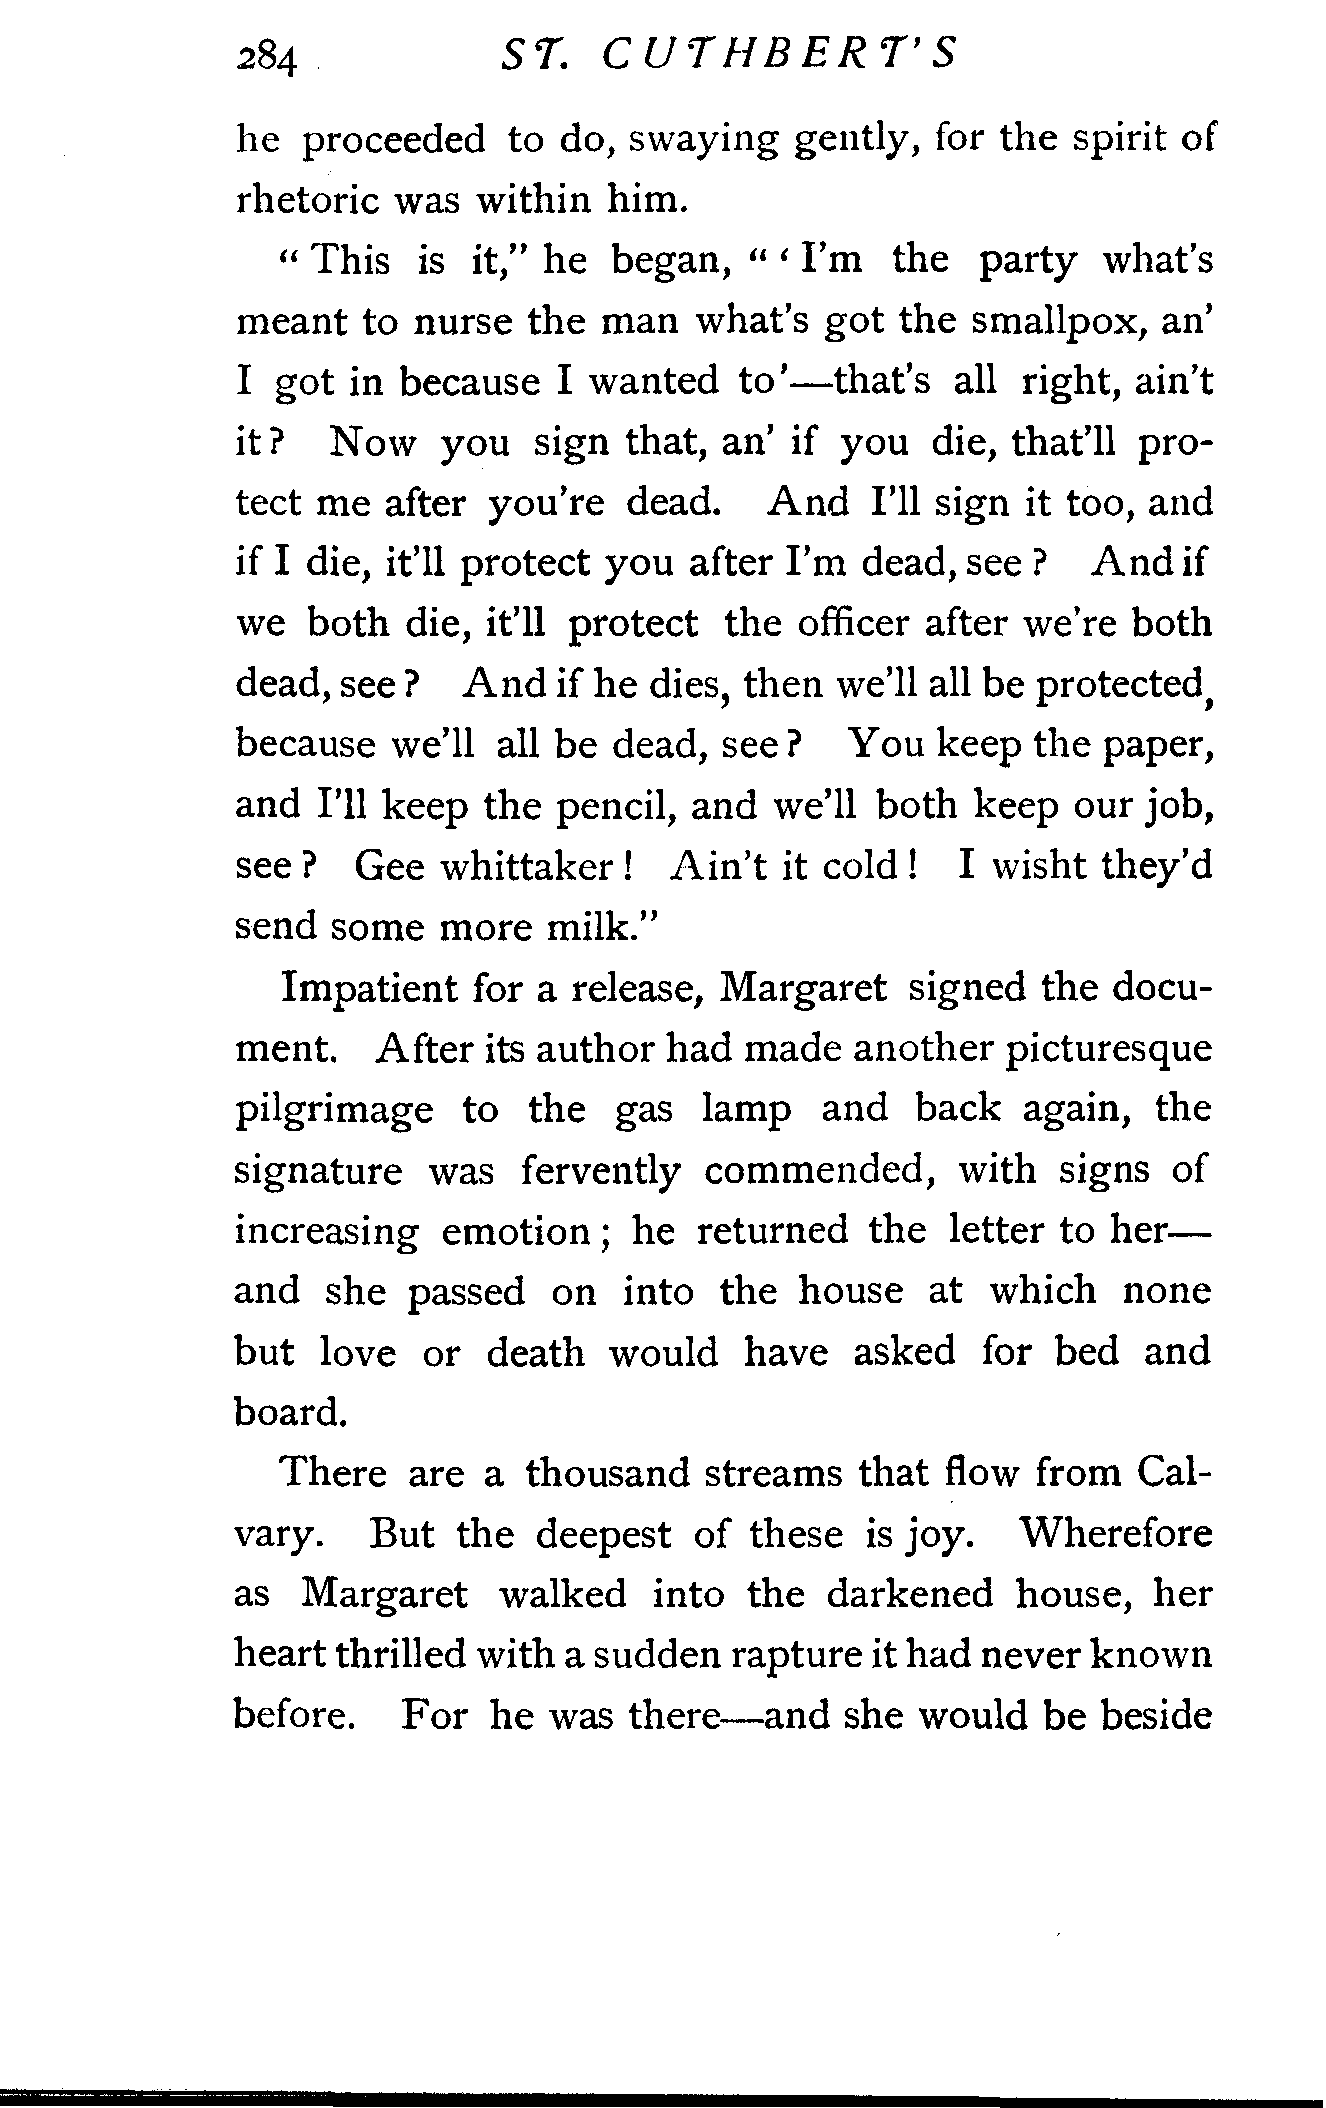 284 ST. CUTHBERT'S
he proceeded to do, swaying gently, for the spirit of
rhetoric was within him.
“ This is it,” he began, “ ‘ I'm the party what's
meant to nurse the man what's got the smallpox, an'
I got in because I wanted to’—that's all right, ain't
it? Now you sign that, an' if you die, that'll pro-
tect me after you're dead. And I'll sign it too, and
if I die, it'll protect you after I'm dead, see ? And if
we both die, it'll protect the officer after we're both
dead, see ? And if he dies, then we'll all be protected,
because we'll all be dead, see ? You keep the paper,
and I'll keep the pencil, and we'll both keep our job,
see ? Gee whittaker ! Ain't it cold ! I wisht they'd
send some more milk.”
Impatient for a release, Margaret signed the docu-
ment. After its author had made another picturesque
pilgrimage to the gas lamp and back again, the
signature was fervently commended, with signs of
increasing emotion ; he returned the letter to her—
and she passed on into the house at which none
but love or death would have asked for bed and
board.
There are a thousand streams that flow from Cal-
vary. But the deepest of these is joy. Wherefore
as Margaret walked into the darkened house, her
heart thrilled with a sudden rapture it had never known
before. For he was there—and she would be beside